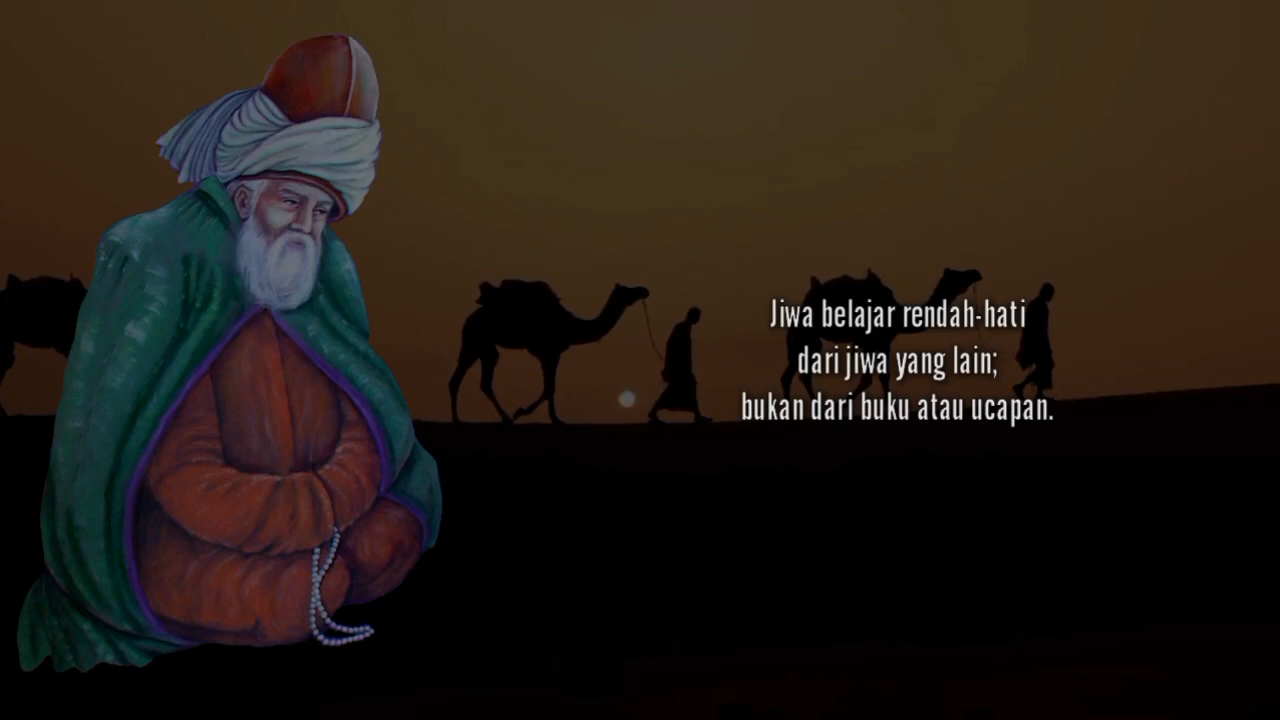 Jiwa belajar rendah-hati
dari jiwa yang lain;
bukan dari buku atau ucapan.